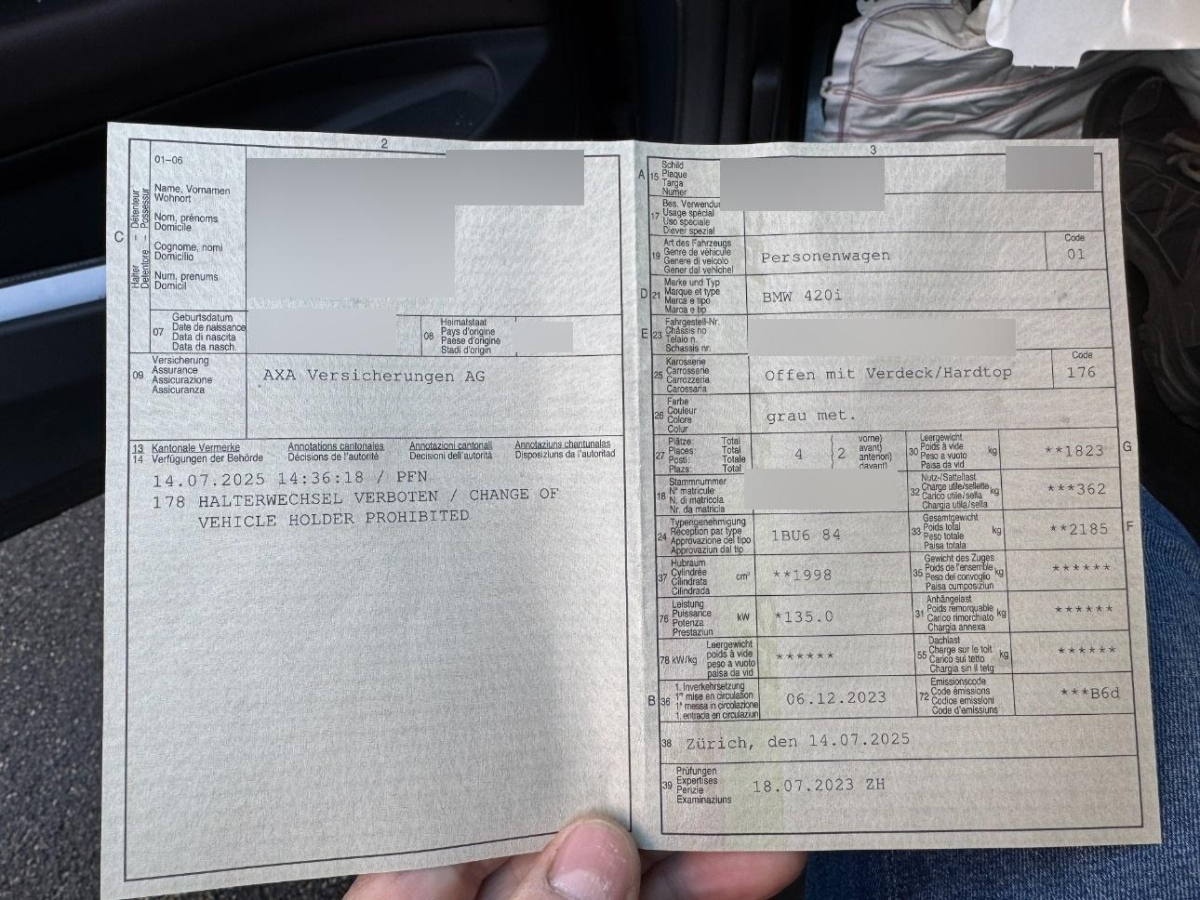 2
C
Halter – Détenteur
Detentore – Possessur
01–06
Name, Vornamen
Wohnort
Nom, prénoms
Domicile
Cognome, nomi
Domicilio
Num, prenums
Domicil
07
Geburtsdatum
Date de naissance
Data di nascita
Data da nasch.
08
Heimatstaat
Pays d'origine
Paese d'origine
Stadi d'origin
09
Versicherung
Assurance
Assicurazione
Assicuranza
AXA Versicherungen AG
13 Kantonale Vermerke Annotations cantonales Annotazioni cantonali Annotaziuns chantunalas
14 Verfügungen der Behörde Décisions de l'autorité Decisioni dell'autorità Disposiziuns da l'autoritad
14.07.2025 14:36:18 / PFN
178 HALTERWECHSEL VERBOTEN / CHANGE OF
VEHICLE HOLDER PROHIBITED
3
A 15
Schild
Plaque
Targa
Numer
17
Bes. Verwendu
Usage spécial
Uso speciale
Diever spezial
19
Art des Fahrzeugs
Genre de véhicule
Genere di veicolo
Gener dal vehichel
Personenwagen
Code
01
D 21
Marke und Typ
Marque et type
Marca e tipo
Marca e tip
BMW 420i
E 23
Fahrgestell-Nr.
Châssis no
Telaio n.
Schassis nr.
25
Karosserie
Carrosserie
Carrozzeria
Carossaria
Offen mit Verdeck/Hardtop
Code
176
26
Farbe
Couleur
Colore
Colur
grau met.
27
Plätze: Total
Places: Total
Posti: Totale
Plazs: Total
4
2
vorne)
avant)
anteriori)
davant)
30
Leergewicht
Poids à vide
Peso a vuoto
Paisa da vid
kg
**1823
G
18
Stammnummer
N° matricule
N. di matricola
Nr. da matricla
32
Nutz-/Sattellast
Charge utile/sellette
Carico utile/sella
Chargia utila/sella
kg
***362
24
Typengenehmigung
Réception par type
Approvazione del tipo
Approvaziun dal tip
1BU6 84
33
Gesamtgewicht
Poids total
Peso totale
Paisa totala
kg
**2185
F
37
Hubraum
Cylindrée
Cilindrata
Cilindrada
cm³
**1998
35
Gewicht des Zuges
Poids de l'ensemble
Peso del convoglio
Paisa cumposiziun
kg
******
76
Leistung
Puissance
Potenza
Prestaziun
kW
*135.0
31
Anhängelast
Poids remorquable
Carico rimorchiato
Chargia annexa
kg
******
78 kW/kg
Leergewicht
poids à vide
peso a vuoto
paisa da vid
******
55
Dachlast
Charge sur le toit
Carico sul tetto
Chargia sin il tetg
kg
******
B 36
1. Inverkehrsetzung
1re mise en circulation
1a messa in circolazione
1. entrada en circulaziun
06.12.2023
72
Emissionscode
Code émissions
Codice emissioni
Code d'emissiuns
***B6d
38 Zürich, den 14.07.2025
39
Prüfungen
Expertises
Perizie
Examinaziuns
18.07.2023 ZH